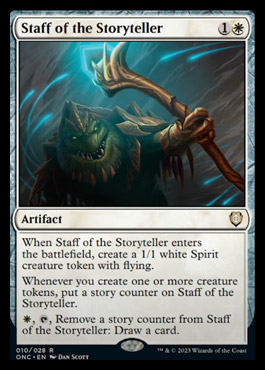 Staff of the Storyteller 1
Artifact
When Staff of the Storyteller enters
the battlefield, create a 1/1 white Spirit
creature token with flying.
Whenever you create one or more creature
tokens, put a story counter on Staff of the
Storyteller.
, , Remove a story counter from
Staff of the Storyteller: Draw a card.
010/028 R
ONC • EN DAN SCOTT
™ & © 2023 Wizards of the Coast